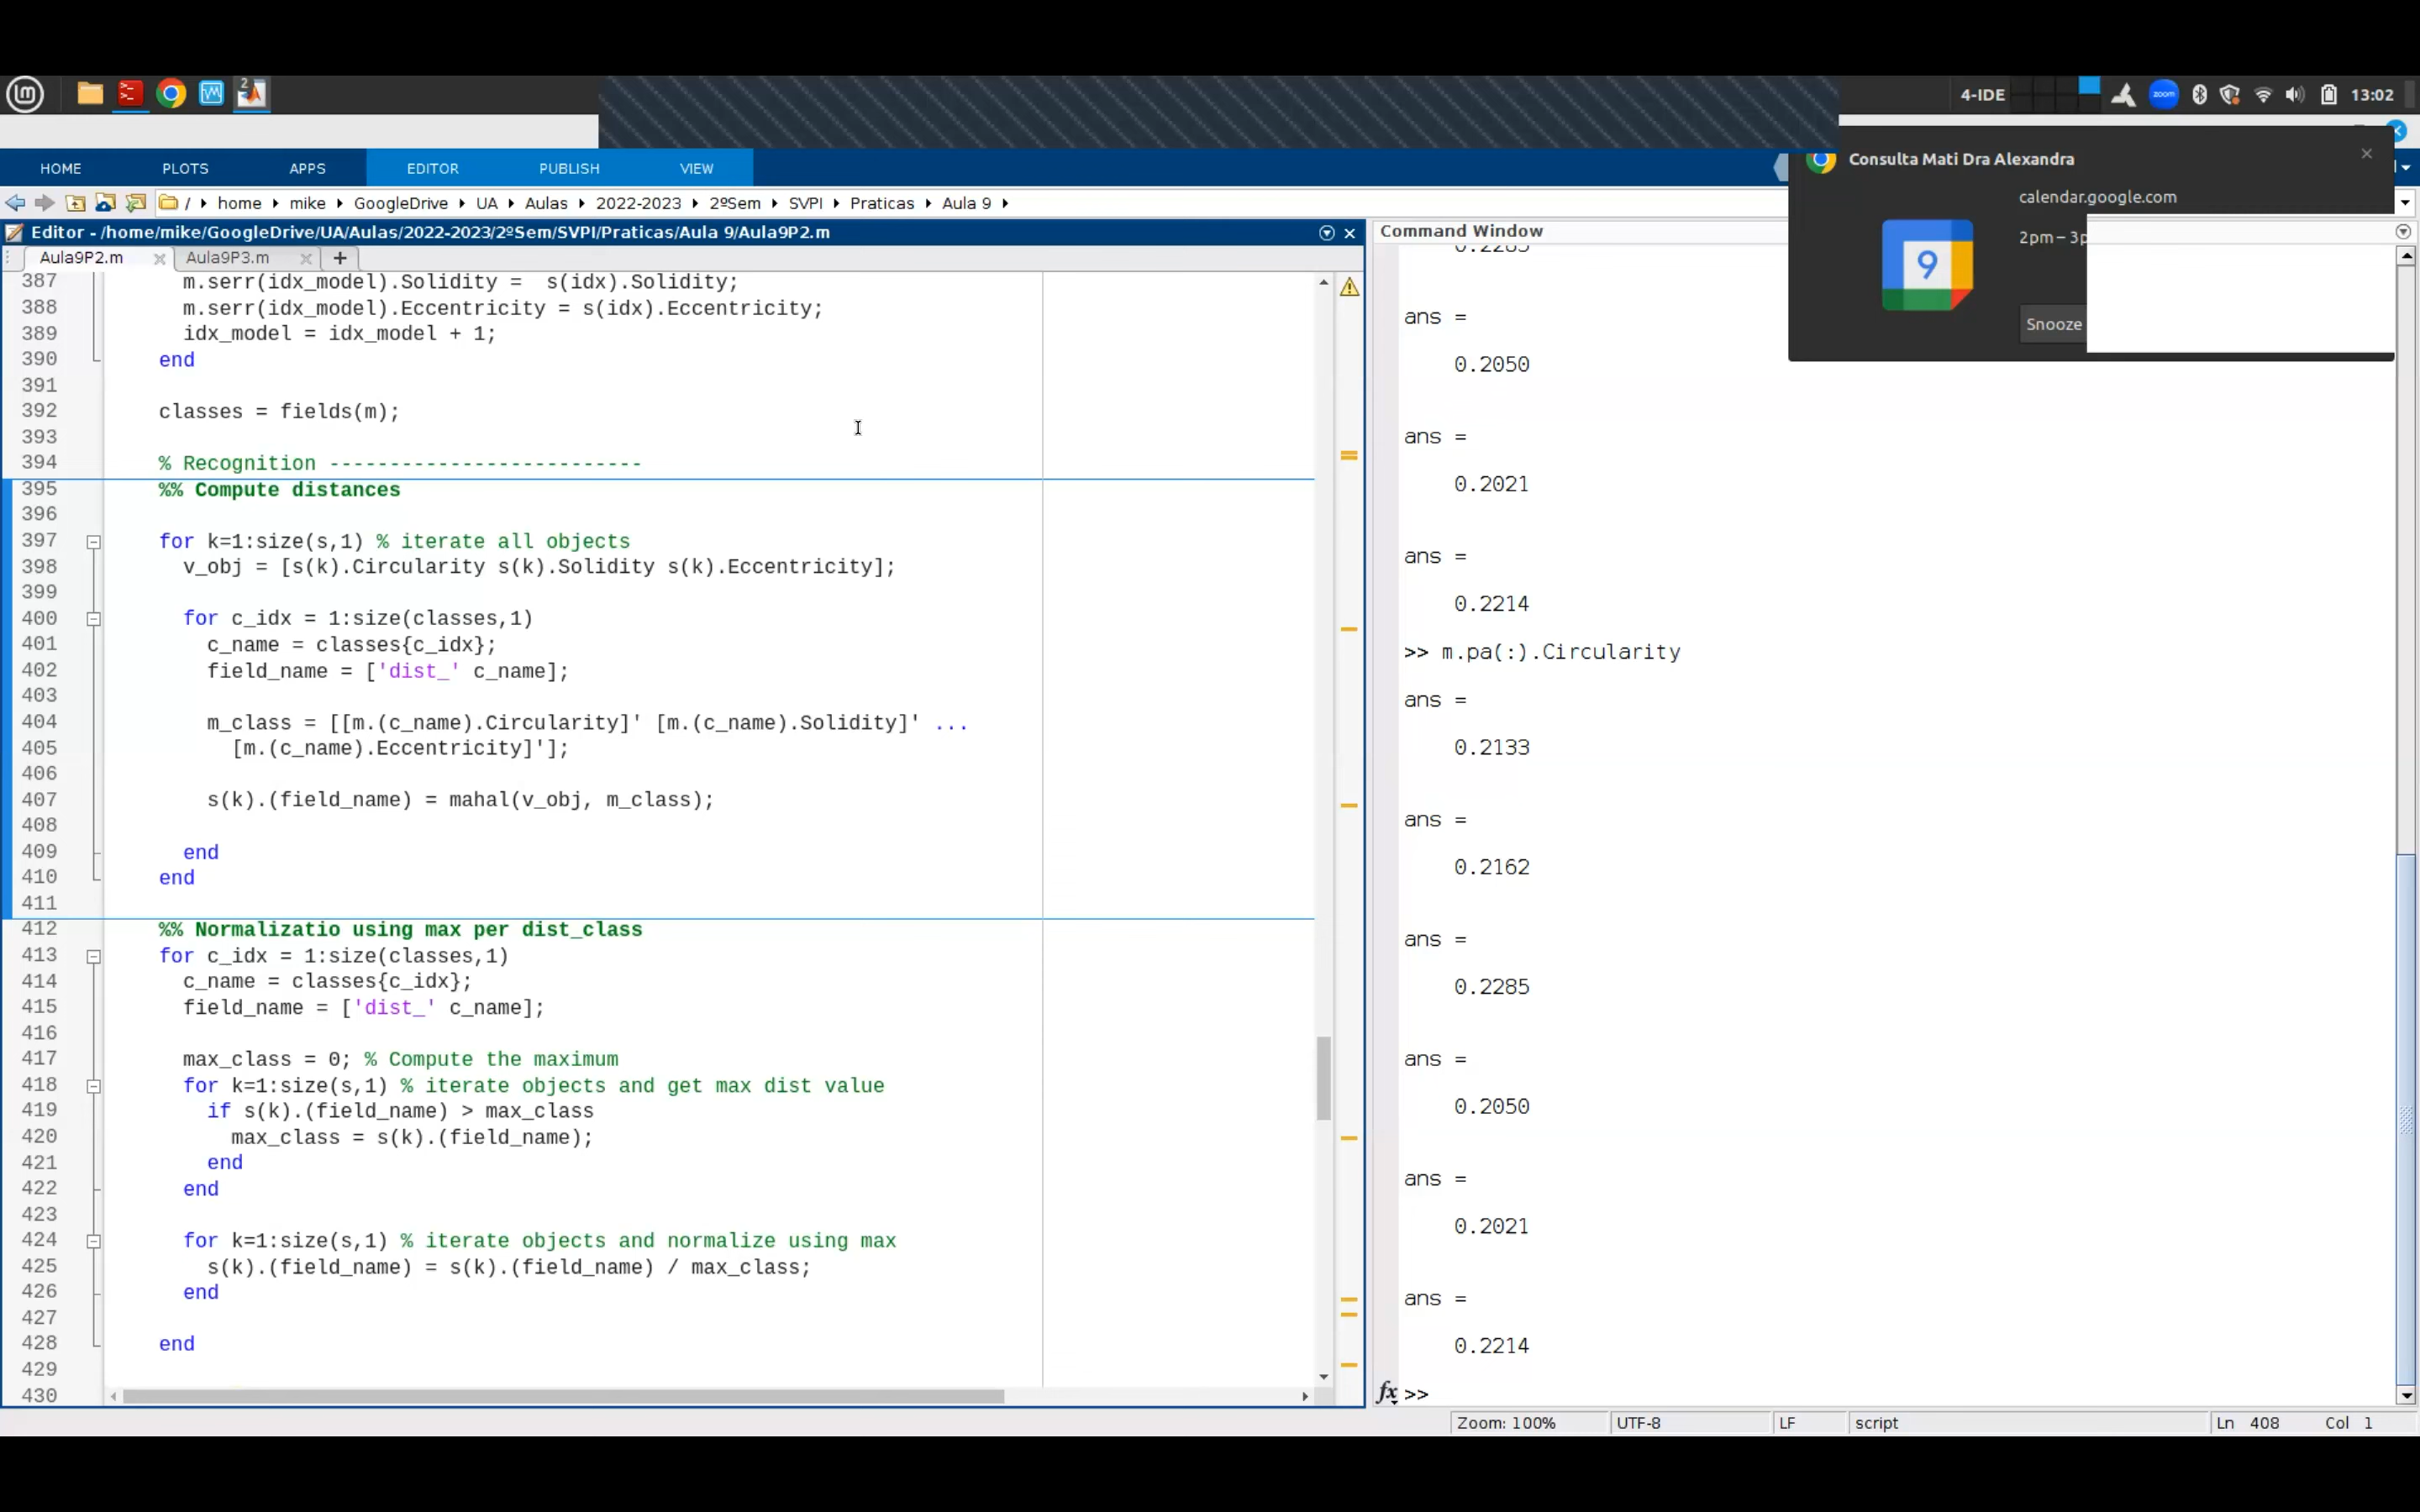 2
4-IDE
zoom
13:02
HOME PLOTS APPS EDITOR PUBLISH VIEW
/ home mike GoogleDrive UA Aulas 2022-2023 2ºSem SVPI Praticas Aula 9
Consulta Mati Dra Alexandra
calendar.google.com
2pm – 3p
9
Snooze
Editor - /home/mike/GoogleDrive/UA/Aulas/2022-2023/2ºSem/SVPI/Praticas/Aula 9/Aula9P2.m
Aula9P2.m Aula9P3.m +
387 m.serr(idx_model).Solidity =  s(idx).Solidity;
388 m.serr(idx_model).Eccentricity = s(idx).Eccentricity;
389 idx_model = idx_model + 1;
390 end
391
392 classes = fields(m);
393
394 % Recognition --------------------------
395 %% Compute distances
396
397 for k=1:size(s,1) % iterate all objects
398 v_obj = [s(k).Circularity s(k).Solidity s(k).Eccentricity];
399
400 for c_idx = 1:size(classes,1)
401 c_name = classes{c_idx};
402 field_name = ['dist_' c_name];
403
404 m_class = [[m.(c_name).Circularity]' [m.(c_name).Solidity]' ...
405 [m.(c_name).Eccentricity]'];
406
407 s(k).(field_name) = mahal(v_obj, m_class);
408
409 end
410 end
411
412 %% Normalizatio using max per dist_class
413 for c_idx = 1:size(classes,1)
414 c_name = classes{c_idx};
415 field_name = ['dist_' c_name];
416
417 max_class = 0; % Compute the maximum
418 for k=1:size(s,1) % iterate objects and get max dist value
419 if s(k).(field_name) > max_class
420 max_class = s(k).(field_name);
421 end
422 end
423
424 for k=1:size(s,1) % iterate objects and normalize using max
425 s(k).(field_name) = s(k).(field_name) / max_class;
426 end
427
428 end
429
430
Command Window
0.2285
ans =
0.2050
ans =
0.2021
ans =
0.2214
>> m.pa(:).Circularity
ans =
0.2133
ans =
0.2162
ans =
0.2285
ans =
0.2050
ans =
0.2021
ans =
0.2214
fx >>
Zoom: 100% UTF-8 LF script Ln 408 Col 1